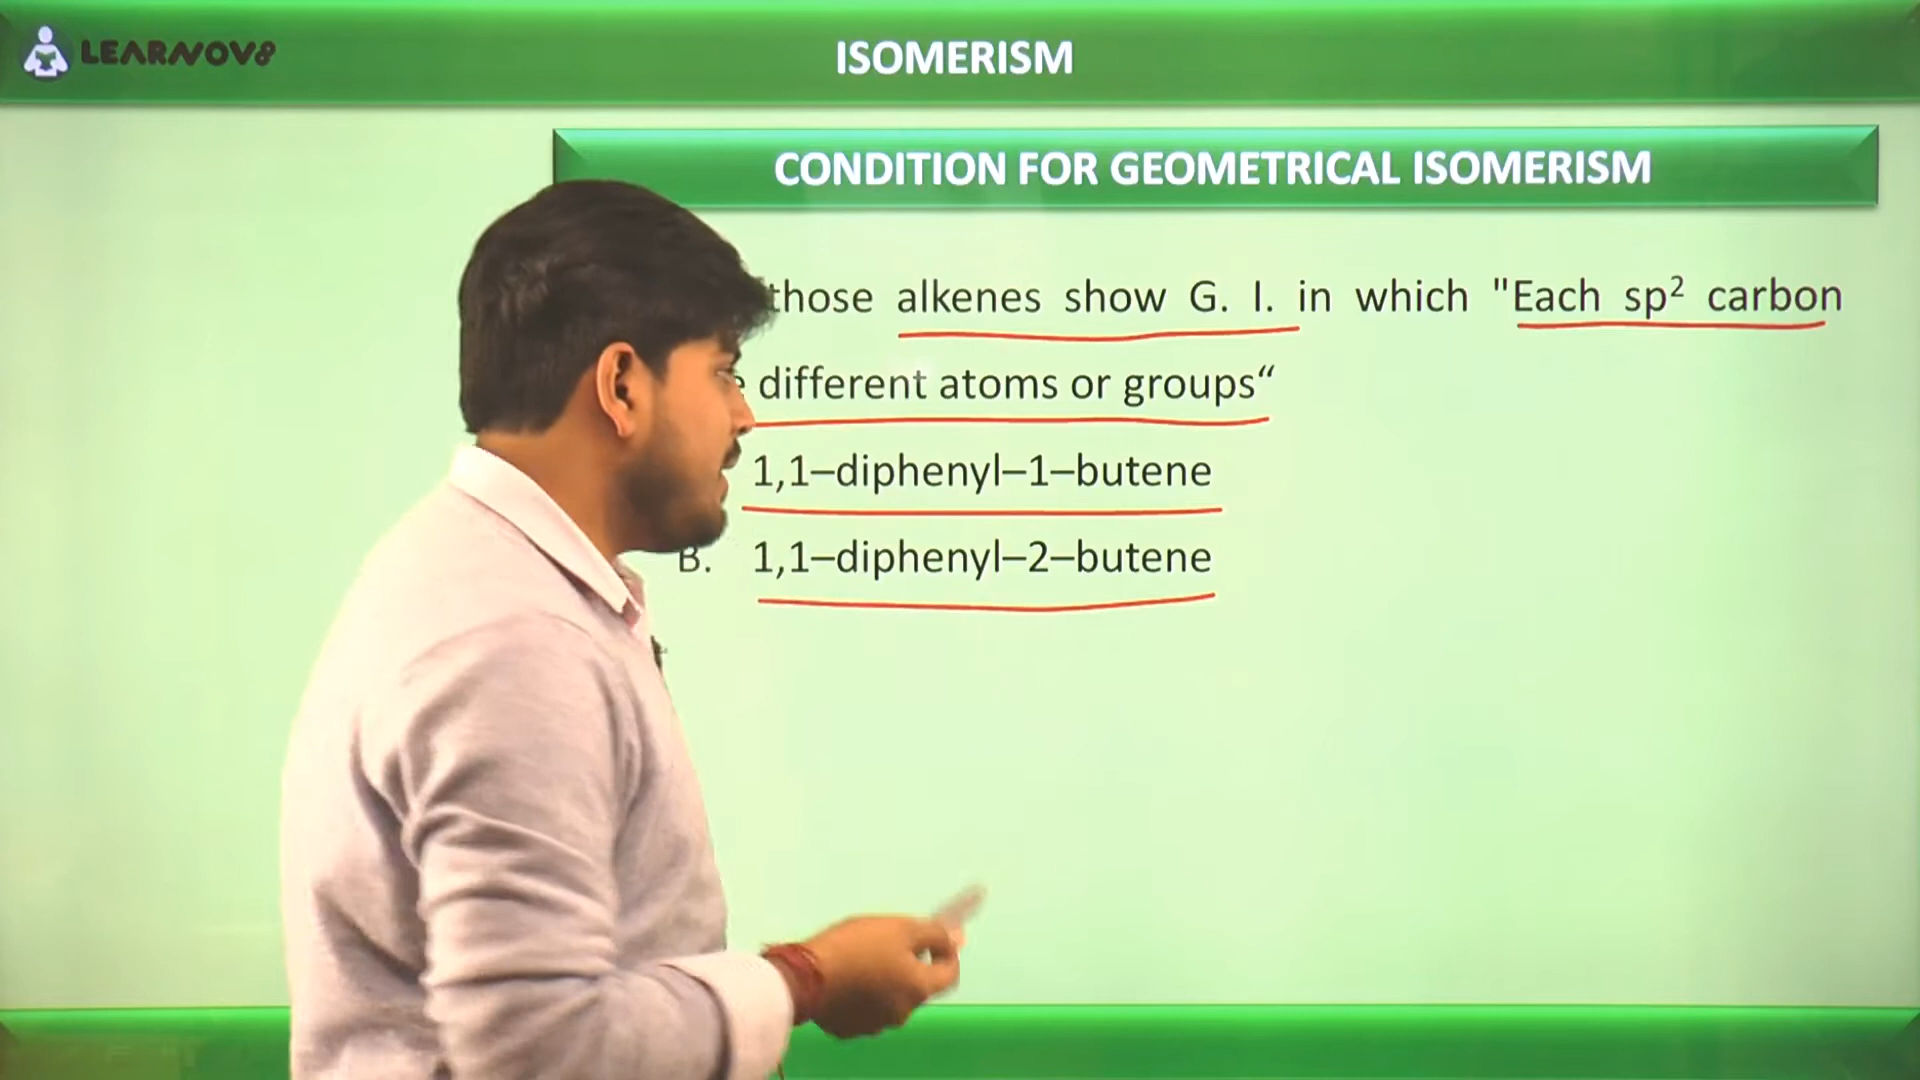 LEARNOV8
ISOMERISM
CONDITION FOR GEOMETRICAL ISOMERISM
those alkenes show G. I. in which "Each sp² carbon
different atoms or groups“
1,1–diphenyl–1–butene
B. 1,1–diphenyl–2–butene